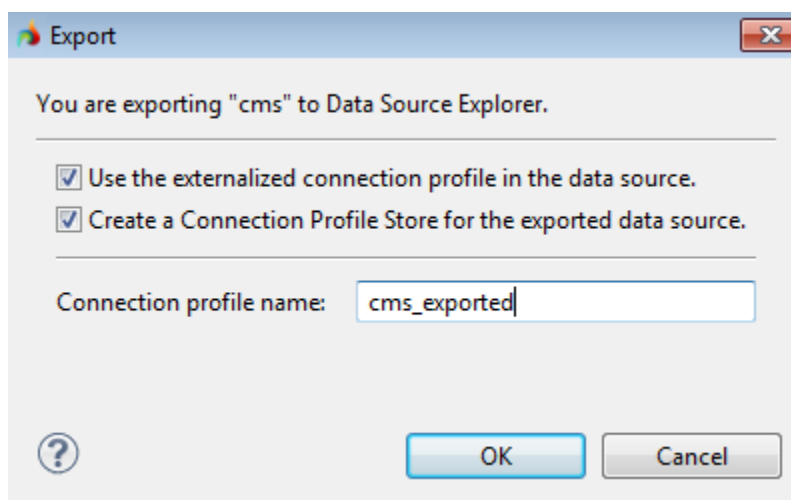 Export
You are exporting "cms" to Data Source Explorer.
Use the externalized connection profile in the data source.
Create a Connection Profile Store for the exported data source.
Connection profile name: cms_exported
? OK Cancel